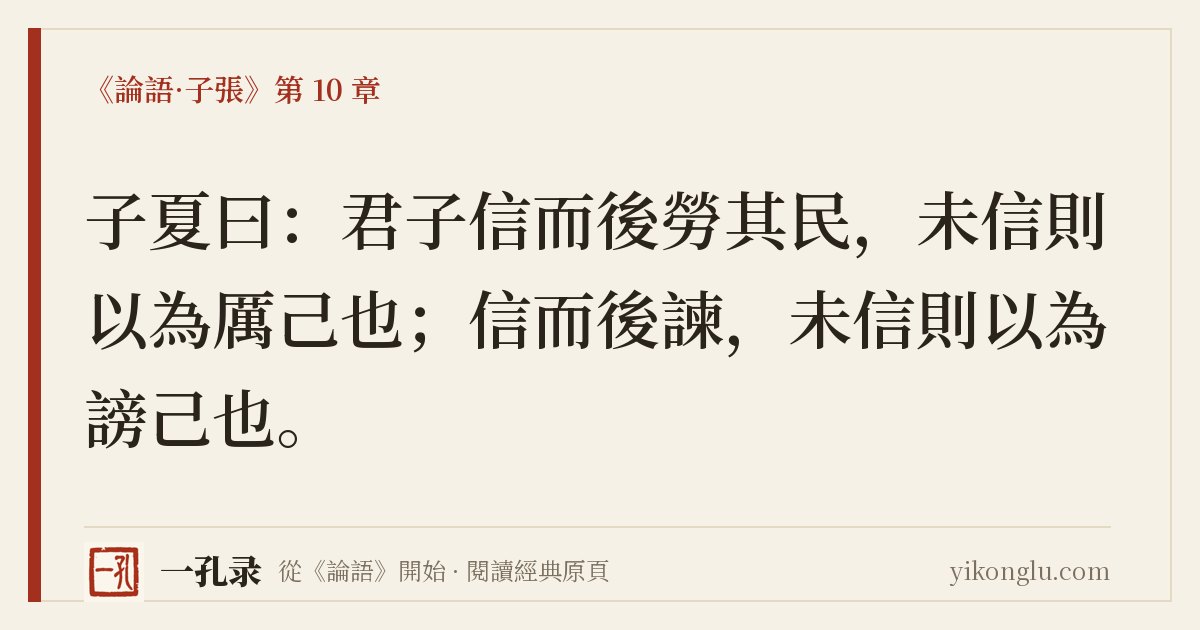 《論語·子張》第 10 章
子夏曰：君子信而後勞其民，未信則
以為厲己也；信而後諫，未信則以為
謗己也。
一孔
一孔录 從《論語》開始 · 閱讀經典原頁
yikonglu.com